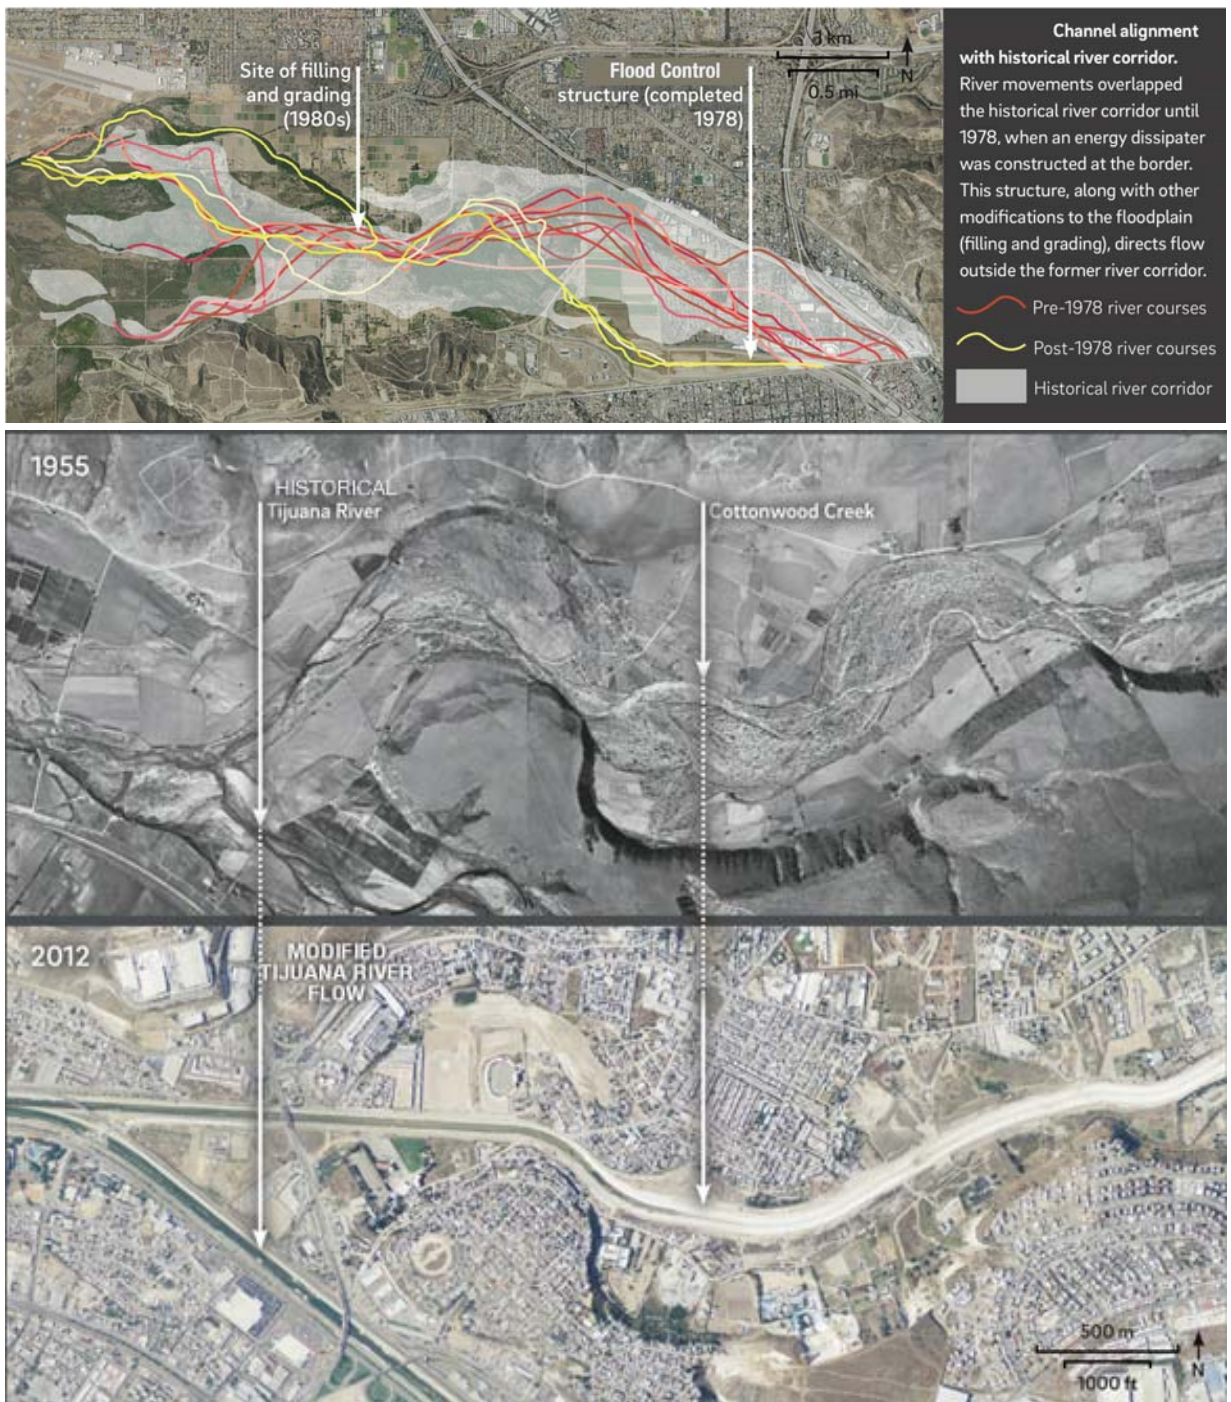 Site of filling
and grading
(1980s)
Flood Control
structure (completed
1978)
1 km
0.5 mi
N
Channel alignment
with historical river corridor.
River movements overlapped
the historical river corridor until
1978, when an energy dissipater
was constructed at the border.
This structure, along with other
modifications to the floodplain
(filling and grading), directs flow
outside the former river corridor.
Pre-1978 river courses
Post-1978 river courses
Historical river corridor
1955
HISTORICAL
Tijuana River
Cottonwood Creek
2012
MODIFIED
TIJUANA RIVER
FLOW
500 m
1000 ft
N